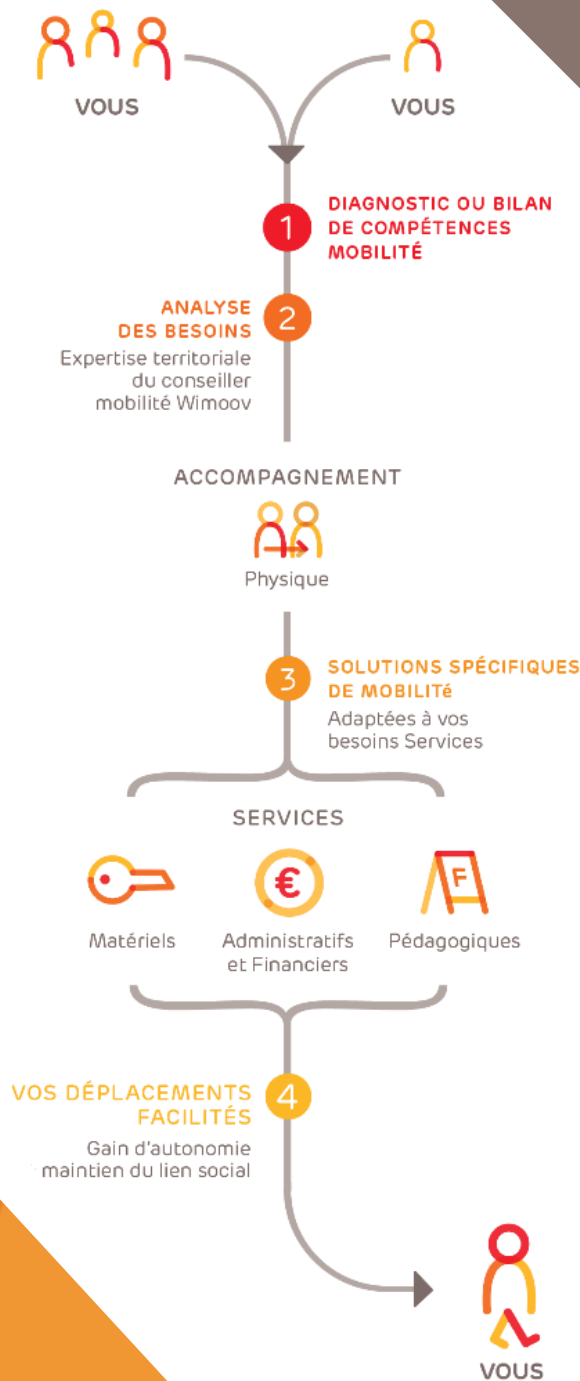 VOUS
VOUS
1
DIAGNOSTIC OU BILAN
DE COMPÉTENCES
MOBILITÉ
ANALYSE
DES BESOINS
2
Expertise territoriale
du conseiller
mobilité Wimoov
ACCOMPAGNEMENT
Physique
3
SOLUTIONS SPÉCIFIQUES
DE MOBILITé
Adaptées à vos
besoins Services
SERVICES
€
F
Matériels
Administratifs
et Financiers
Pédagogiques
VOS DÉPLACEMENTS
FACILITÉS
4
Gain d'autonomie
maintien du lien social
VOUS